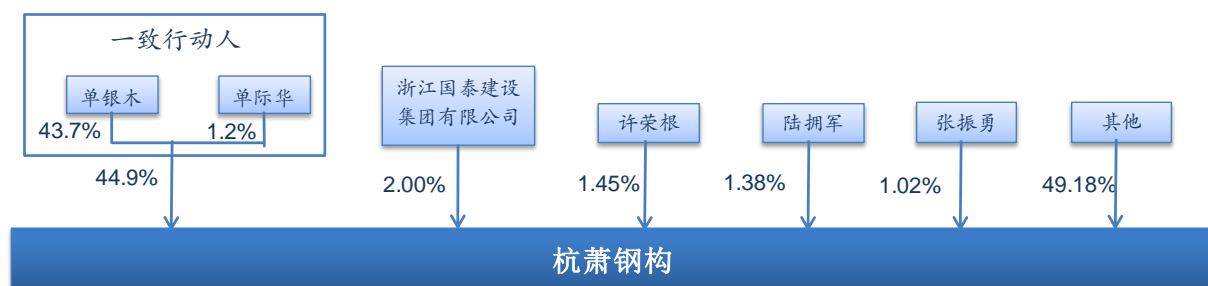 一致行动人
单银木
单际华
43.7%
1.2%
44.9%
浙江国泰建设
集团有限公司
2.00%
许荣根
1.45%
陆拥军
1.38%
张振勇
1.02%
其他
49.18%
杭萧钢构